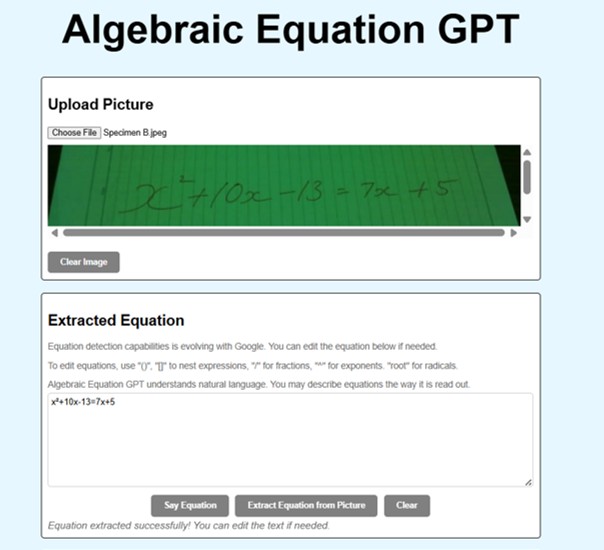 Algebraic Equation GPT
Upload Picture
Choose File Specimen B.jpeg
x²+10x-13=7x+5
Clear Image
Extracted Equation
Equation detection capabilities is evolving with Google. You can edit the equation below if needed.
To edit equations, use "()", "[]" to nest expressions, "/" for fractions, "^" for exponents. "root" for radicals.
Algebraic Equation GPT understands natural language. You may describe equations the way it is read out.
x²+10x-13=7x+5
Say Equation Extract Equation from Picture Clear
Equation extracted successfully! You can edit the text if needed.